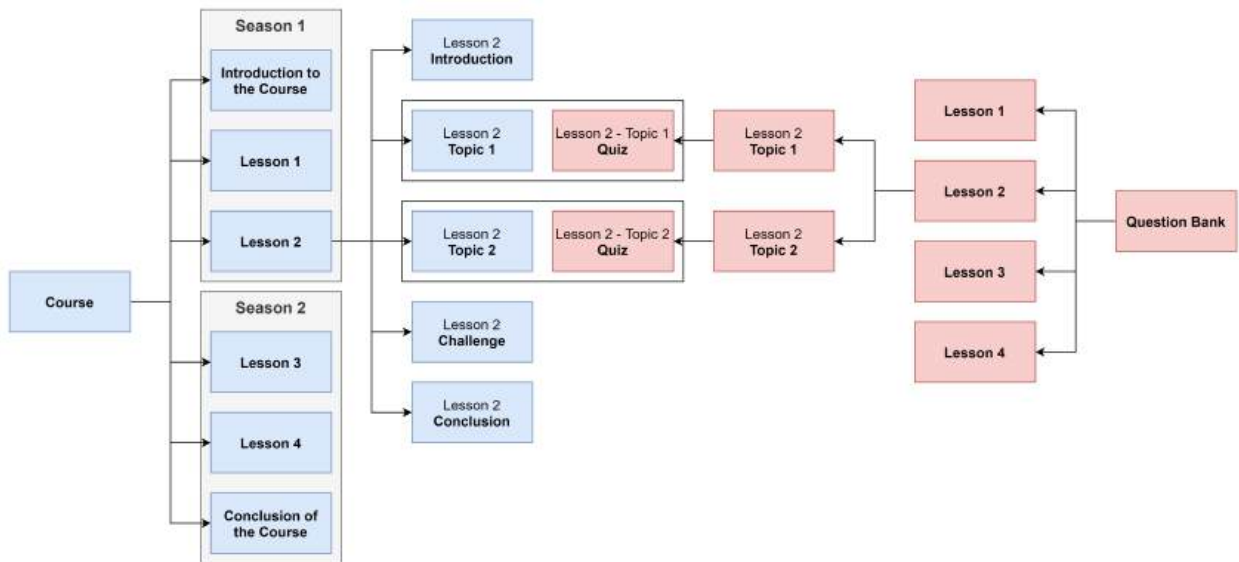 Season 1
Introduction to
the Course
Lesson 1
Lesson 2
Course
Season 2
Lesson 3
Lesson 4
Conclusion of
the Course
Lesson 2
Introduction
Lesson 2
Topic 1
Lesson 2 - Topic 1
Quiz
Lesson 2
Topic 1
Lesson 2
Topic 2
Lesson 2 - Topic 2
Quiz
Lesson 2
Topic 2
Lesson 2
Challenge
Lesson 2
Conclusion
Lesson 1
Lesson 2
Lesson 3
Lesson 4
Question Bank